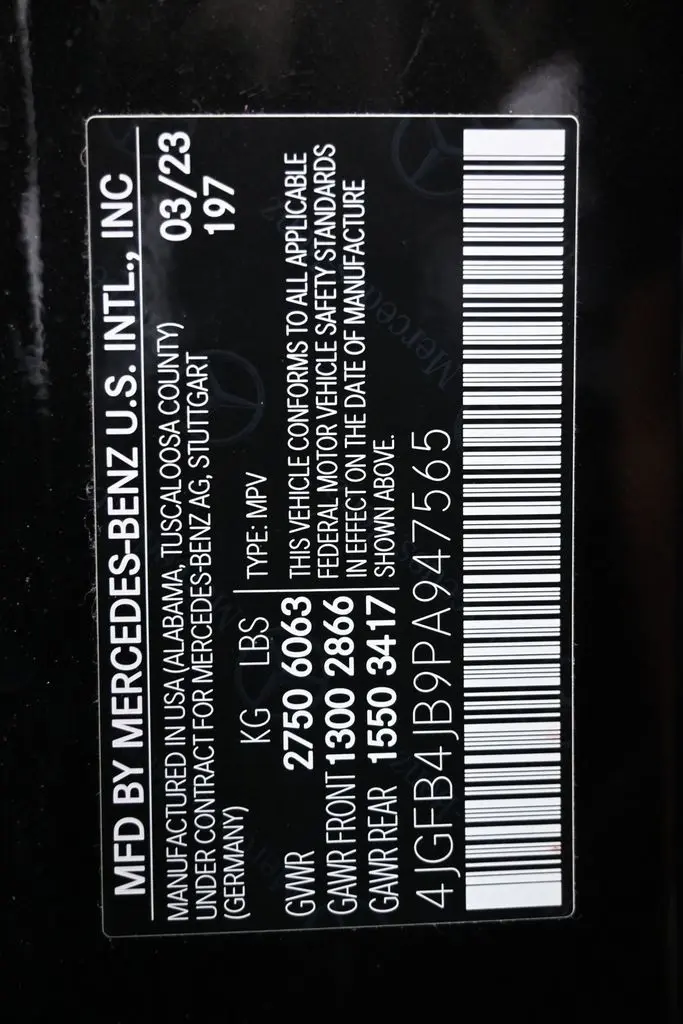 MFD BY MERCEDES-BENZ U.S. INTL., INC
MANUFACTURED IN USA (ALABAMA, TUSCALOOSA COUNTY)
UNDER CONTRACT FOR MERCEDES-BENZ AG, STUTTGART
(GERMANY)
03/23
197
KG LBS
GVWR 2750 6063
GAWR FRONT 1300 2866
GAWR REAR 1550 3417
TYPE: MPV
THIS VEHICLE CONFORMS TO ALL APPLICABLE
FEDERAL MOTOR VEHICLE SAFETY STANDARDS
IN EFFECT ON THE DATE OF MANUFACTURE
SHOWN ABOVE.
4JGFB4JB9PA947565